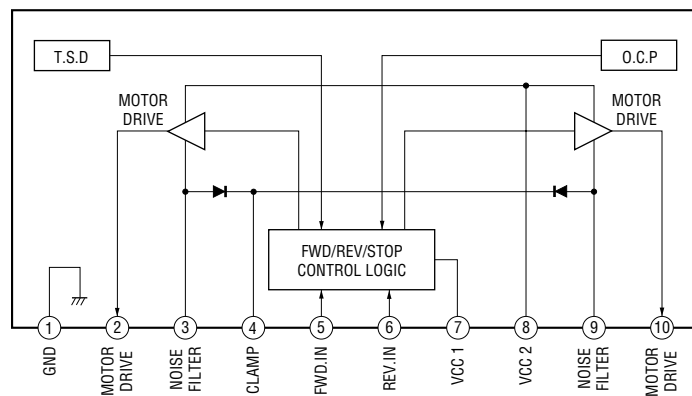 T.S.D
O.C.P
MOTOR
DRIVE
MOTOR
DRIVE
FWD/REV/STOP
CONTROL LOGIC
1
2
3
4
5
6
7
8
9
10
GND
MOTOR
DRIVE
NOISE
FILTER
CLAMP
FWD.IN
REV.IN
VCC 1
VCC 2
NOISE
FILTER
MOTOR
DRIVE